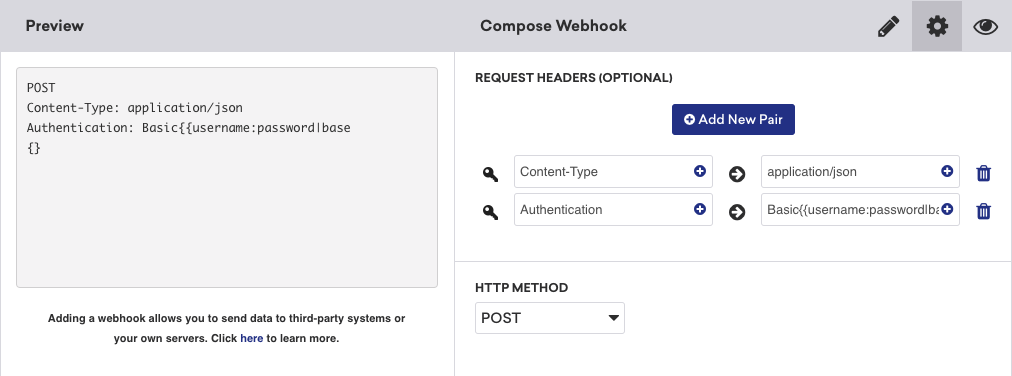 Preview
Compose Webhook
POST
Content-Type: application/json
Authentication: Basic{{username:password|base
{}
Adding a webhook allows you to send data to third-party systems or
your own servers. Click here to learn more.
REQUEST HEADERS (OPTIONAL)
Add New Pair
Content-Type
application/json
Authentication
Basic{{username:password|ba
HTTP METHOD
POST